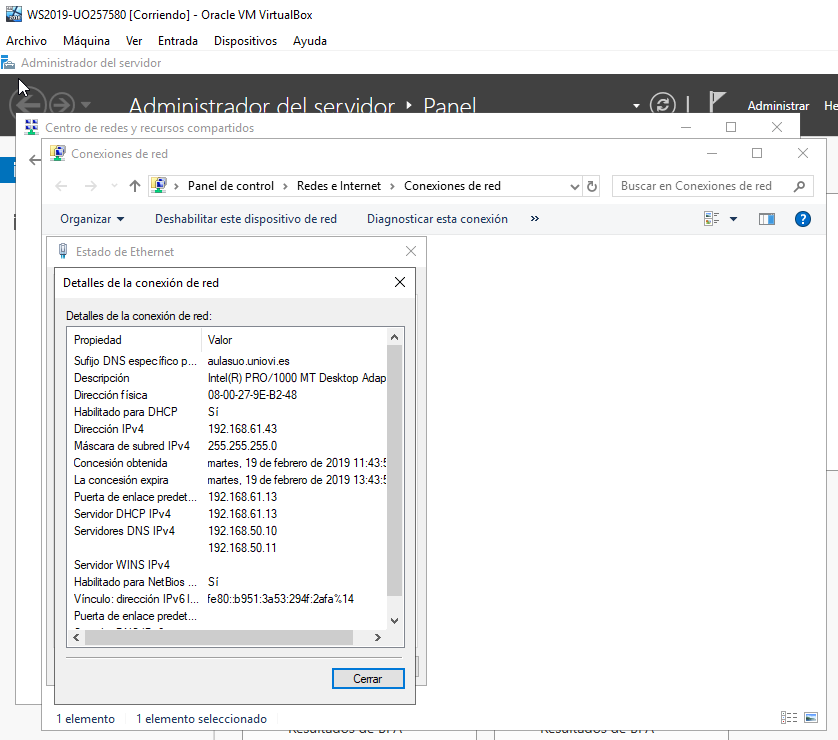 WS2019-UO257580 [Corriendo] - Oracle VM VirtualBox
Archivo Máquina Ver Entrada Dispositivos Ayuda
Administrador del servidor
Administrador del servidor ‣ Panel
Administrar
Centro de redes y recursos compartidos
Conexiones de red
Panel de control > Redes e Internet > Conexiones de red
Buscar en Conexiones de red
Organizar Deshabilitar este dispositivo de red Diagnosticar esta conexión »
Estado de Ethernet
Detalles de la conexión de red
Detalles de la conexión de red:
Propiedad Valor
Sufijo DNS específico p... aulasuo.uniovi.es
Descripción Intel(R) PRO/1000 MT Desktop Adap
Dirección física 08-00-27-9E-B2-48
Habilitado para DHCP Sí
Dirección IPv4 192.168.61.43
Máscara de subred IPv4 255.255.255.0
Concesión obtenida martes, 19 de febrero de 2019 11:43:5
La concesión expira martes, 19 de febrero de 2019 13:43:5
Puerta de enlace predet... 192.168.61.13
Servidor DHCP IPv4 192.168.61.13
Servidores DNS IPv4 192.168.50.10
192.168.50.11
Servidor WINS IPv4
Habilitado para NetBios ... Sí
Vínculo: dirección IPv6 l... fe80::b951:3a53:294f:2afa%14
Puerta de enlace predet...
Cerrar
1 elemento 1 elemento seleccionado